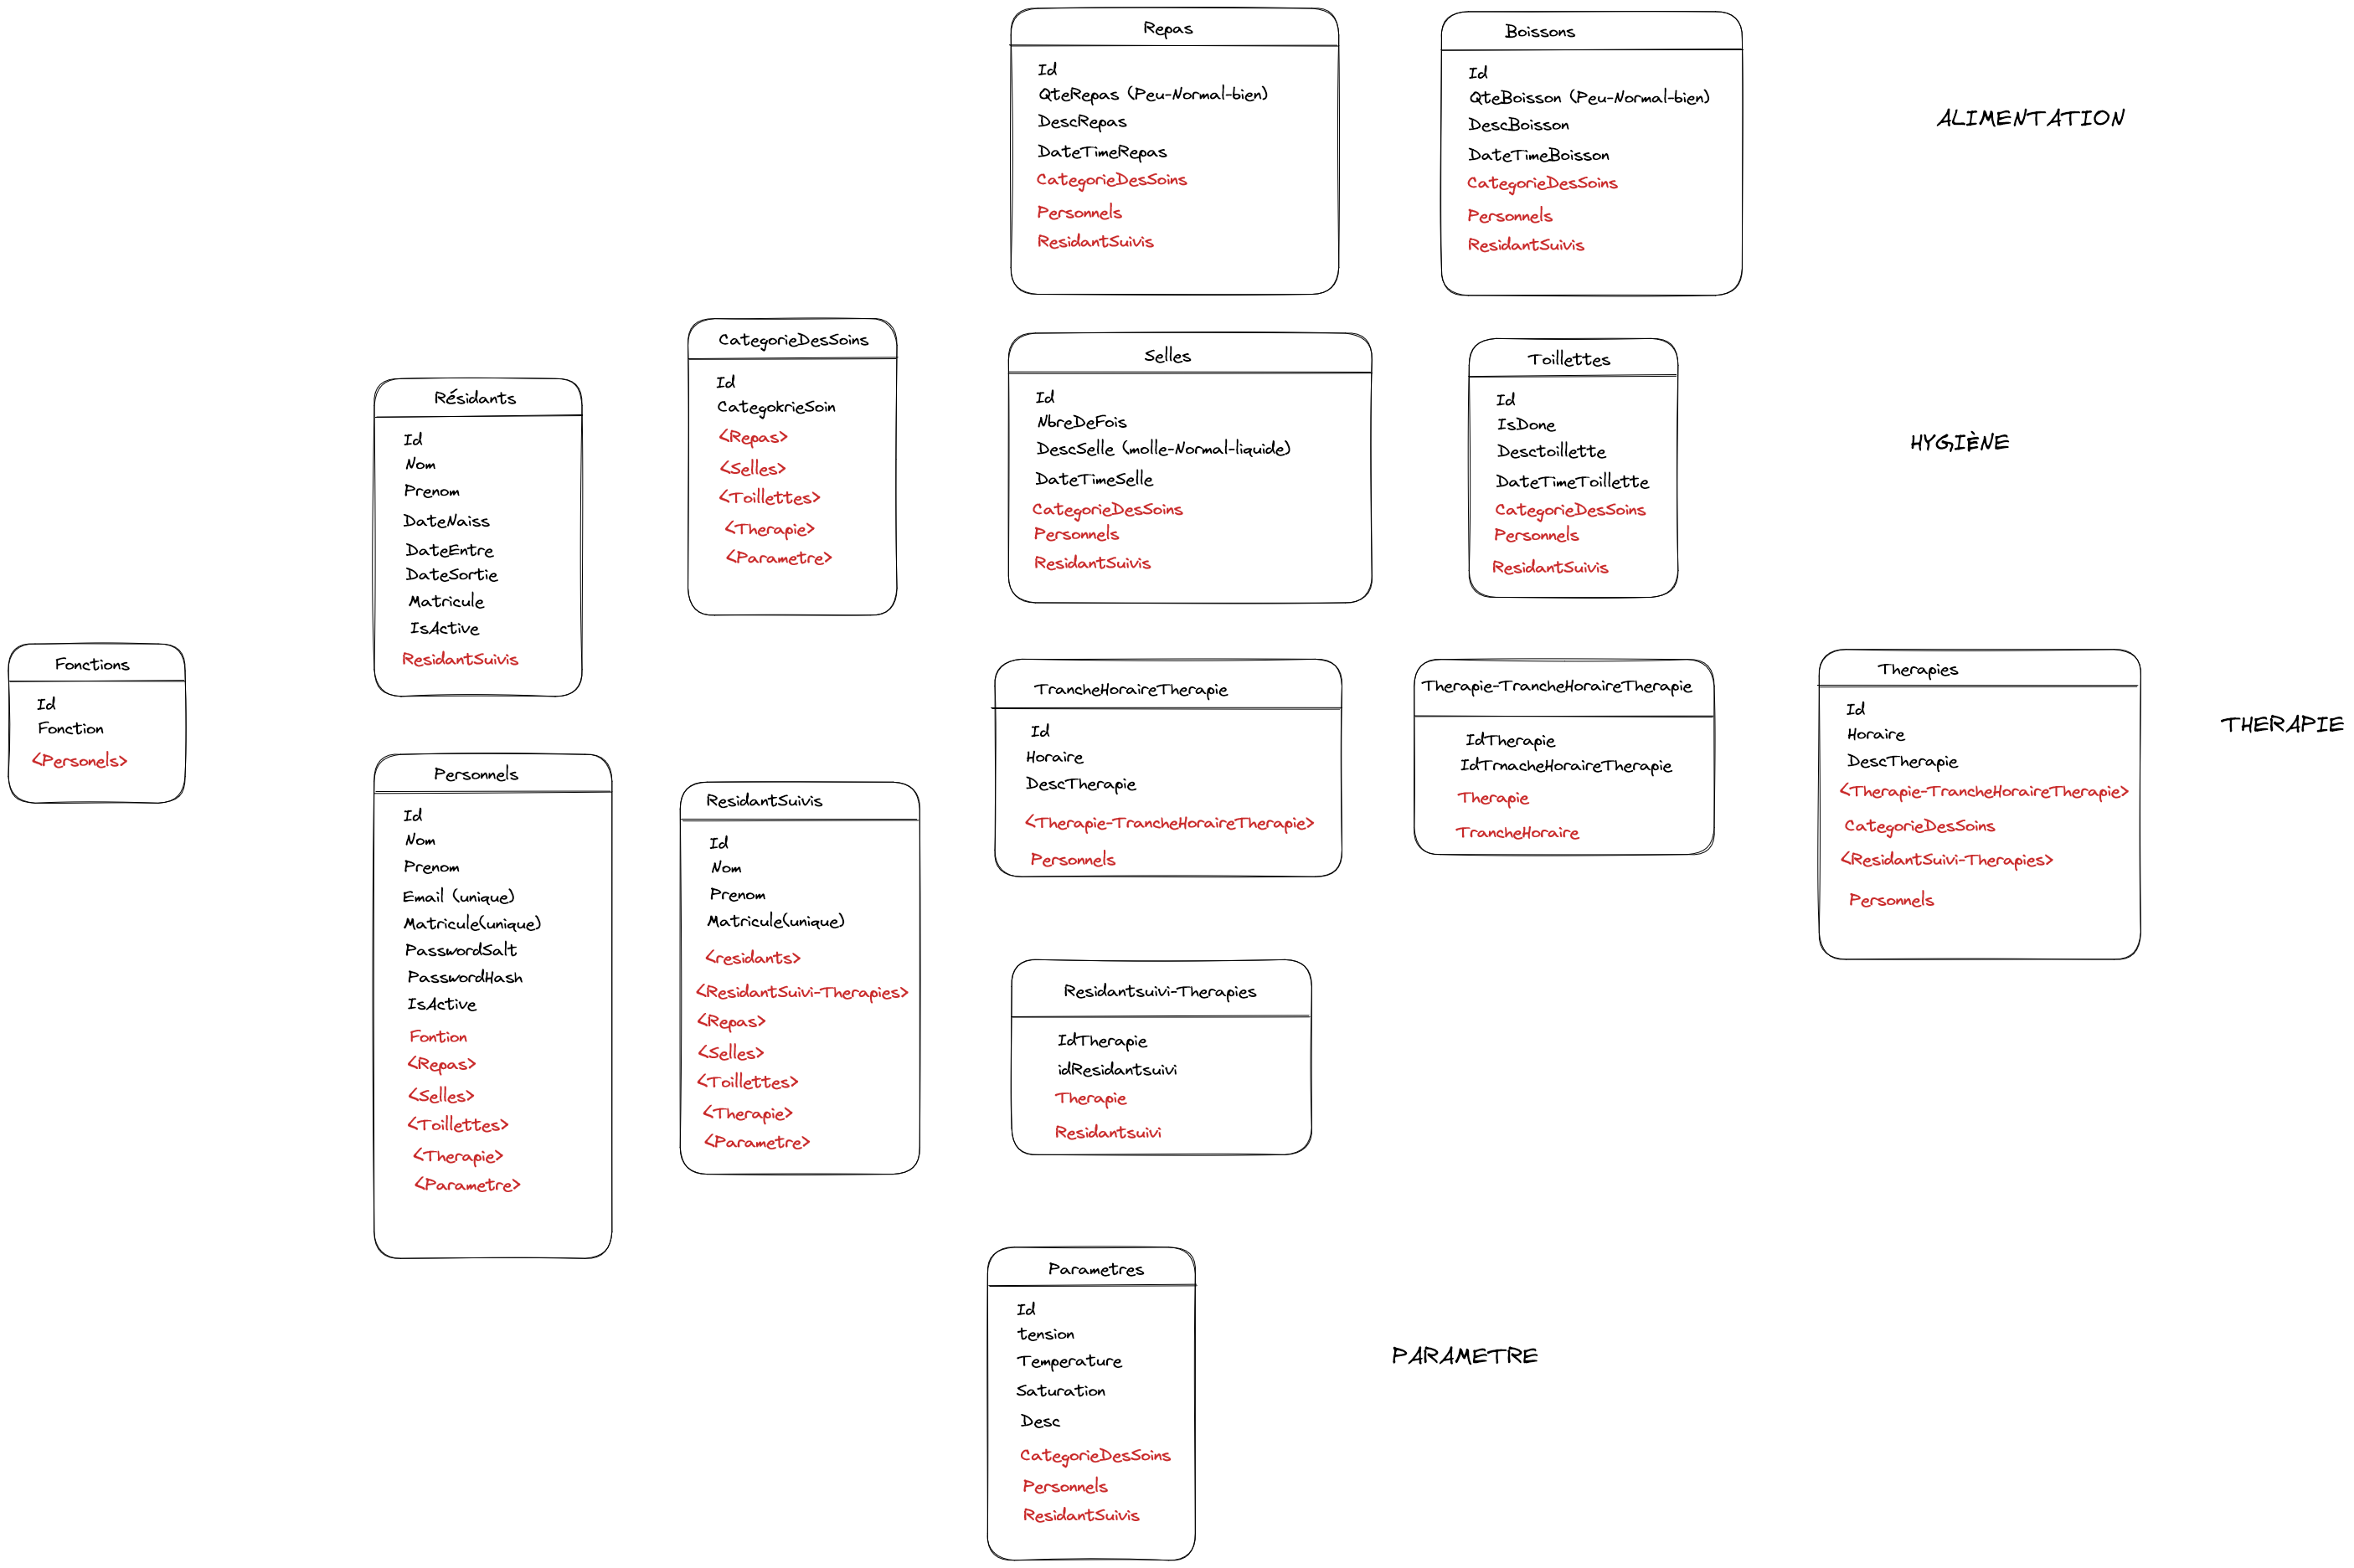 Repas
Id
QteRepas (Peu-Normal-bien)
DescRepas
DateTimeRepas
CategorieDesSoins
Personnels
ResidantSuivis
Boissons
Id
QteBoisson (Peu-Normal-bien)
DescBoisson
DateTimeBoisson
CategorieDesSoins
Personnels
ResidantSuivis
ALIMENTATION
CategorieDesSoins
Id
CategokrieSoin
<Repas>
<Selles>
<Toillettes>
<Therapie>
<Parametre>
Selles
Id
NbreDeFois
DescSelle (molle-Normal-liquide)
DateTimeSelle
CategorieDesSoins
Personnels
ResidantSuivis
Toillettes
Id
IsDone
Desctoillette
DateTimeToillette
CategorieDesSoins
Personnels
ResidantSuivis
HYGIÈNE
Résidants
Id
Nom
Prenom
DateNaiss
DateEntre
DateSortie
Matricule
IsActive
ResidantSuivis
Fonctions
Id
Fonction
<Personels>
Personnels
Id
Nom
Prenom
Email (unique)
Matricule(unique)
PasswordSalt
PasswordHash
IsActive
Fontion
<Repas>
<Selles>
<Toillettes>
<Therapie>
<Parametre>
ResidantSuivis
Id
Nom
Prenom
Matricule(unique)
<residants>
<ResidantSuivi-Therapies>
<Repas>
<Selles>
<Toillettes>
<Therapie>
<Parametre>
TrancheHoraireTherapie
Id
Horaire
DescTherapie
<Therapie-TrancheHoraireTherapie>
Personnels
Therapie-TrancheHoraireTherapie
IdTherapie
IdTrnacheHoraireTherapie
Therapie
TrancheHoraire
Therapies
Id
Horaire
DescTherapie
<Therapie-TrancheHoraireTherapie>
CategorieDesSoins
<ResidantSuivi-Therapies>
Personnels
THERAPIE
Residantsuivi-Therapies
IdTherapie
idResidantsuivi
Therapie
Residantsuivi
Parametres
Id
tension
Temperature
Saturation
Desc
CategorieDesSoins
Personnels
ResidantSuivis
PARAMETRE